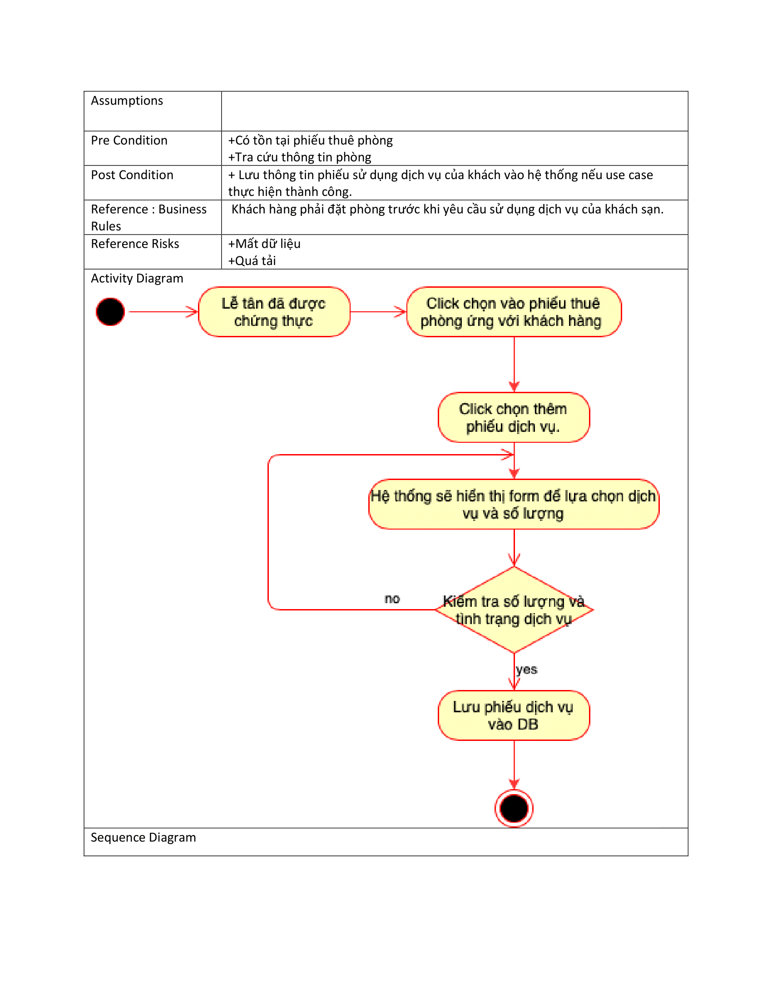 Assumptions
Pre Condition
+Có tồn tại phiếu thuê phòng
+Tra cứu thông tin phòng
Post Condition
+ Lưu thông tin phiếu sử dụng dịch vụ của khách vào hệ thống nếu use case
thực hiện thành công.
Reference : Business
Rules
Khách hàng phải đặt phòng trước khi yêu cầu sử dụng dịch vụ của khách sạn.
Reference Risks
+Mất dữ liệu
+Quá tải
Activity Diagram
Lễ tân đã được
chứng thực
Click chọn vào phiếu thuê
phòng ứng với khách hàng
Click chọn thêm
phiếu dịch vụ.
Hệ thống sẽ hiển thị form để lựa chọn dịch
vụ và số lượng
no
Kiểm tra số lượng và
tình trạng dịch vụ
yes
Lưu phiếu dịch vụ
vào DB
Sequence Diagram